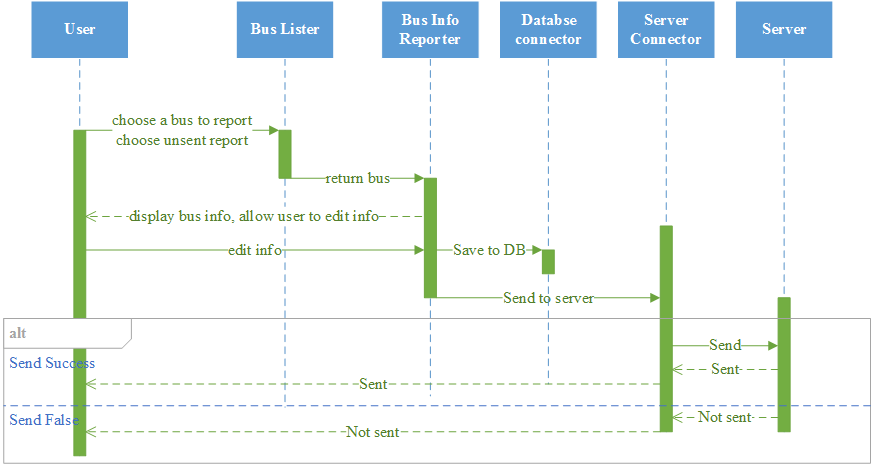 User
Bus Lister
Bus Info
Reporter
Databse
connector
Server
Connector
Server
choose a bus to report
choose unsent report
return bus
display bus info, allow user to edit info
edit info
Save to DB
Send to server
alt
Send
Send Success
Sent
Sent
Send False
Not sent
Not sent